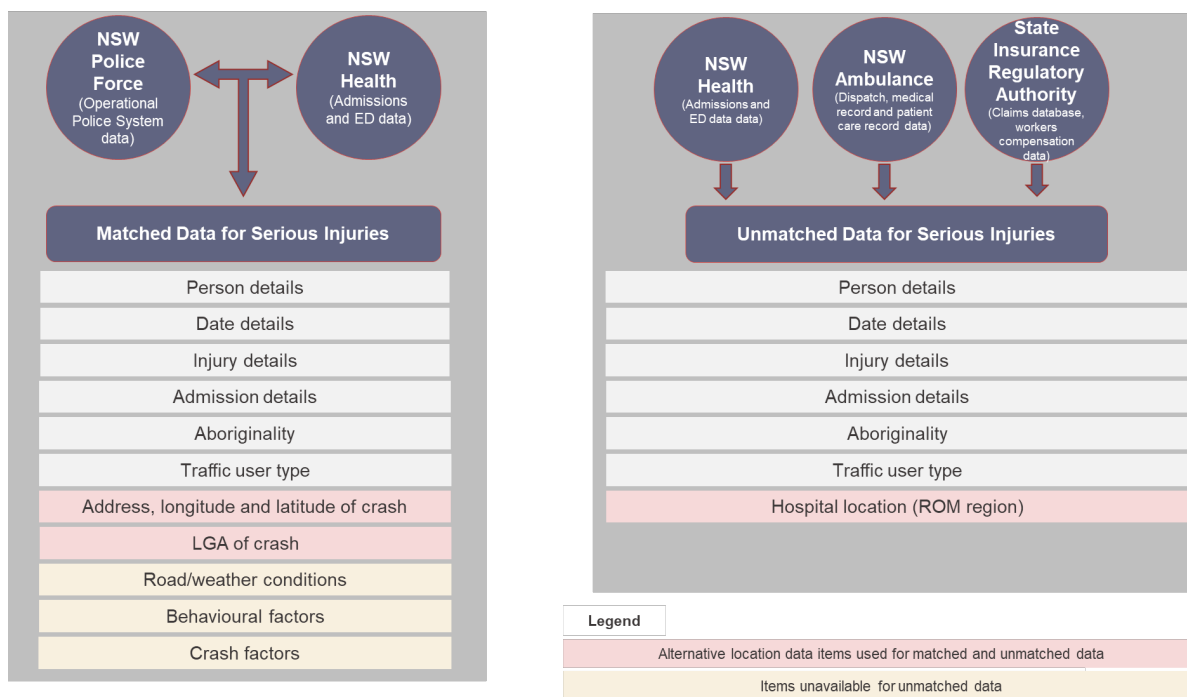 NSW
Police
Force
(Operational
Police System
data)
NSW
Health
(Admissions
and ED data)
Matched Data for Serious Injuries
Person details
Date details
Injury details
Admission details
Aboriginality
Traffic user type
Address, longitude and latitude of crash
LGA of crash
Road/weather conditions
Behavioural factors
Crash factors
NSW
Health
(Admissions and
ED data data)
NSW
Ambulance
(Dispatch, medical
record and patient
care record data)
State
Insurance
Regulatory
Authority
(Claims database,
workers
compensation
data)
Unmatched Data for Serious Injuries
Person details
Date details
Injury details
Admission details
Aboriginality
Traffic user type
Hospital location (ROM region)
Legend
Alternative location data items used for matched and unmatched data
Items unavailable for unmatched data